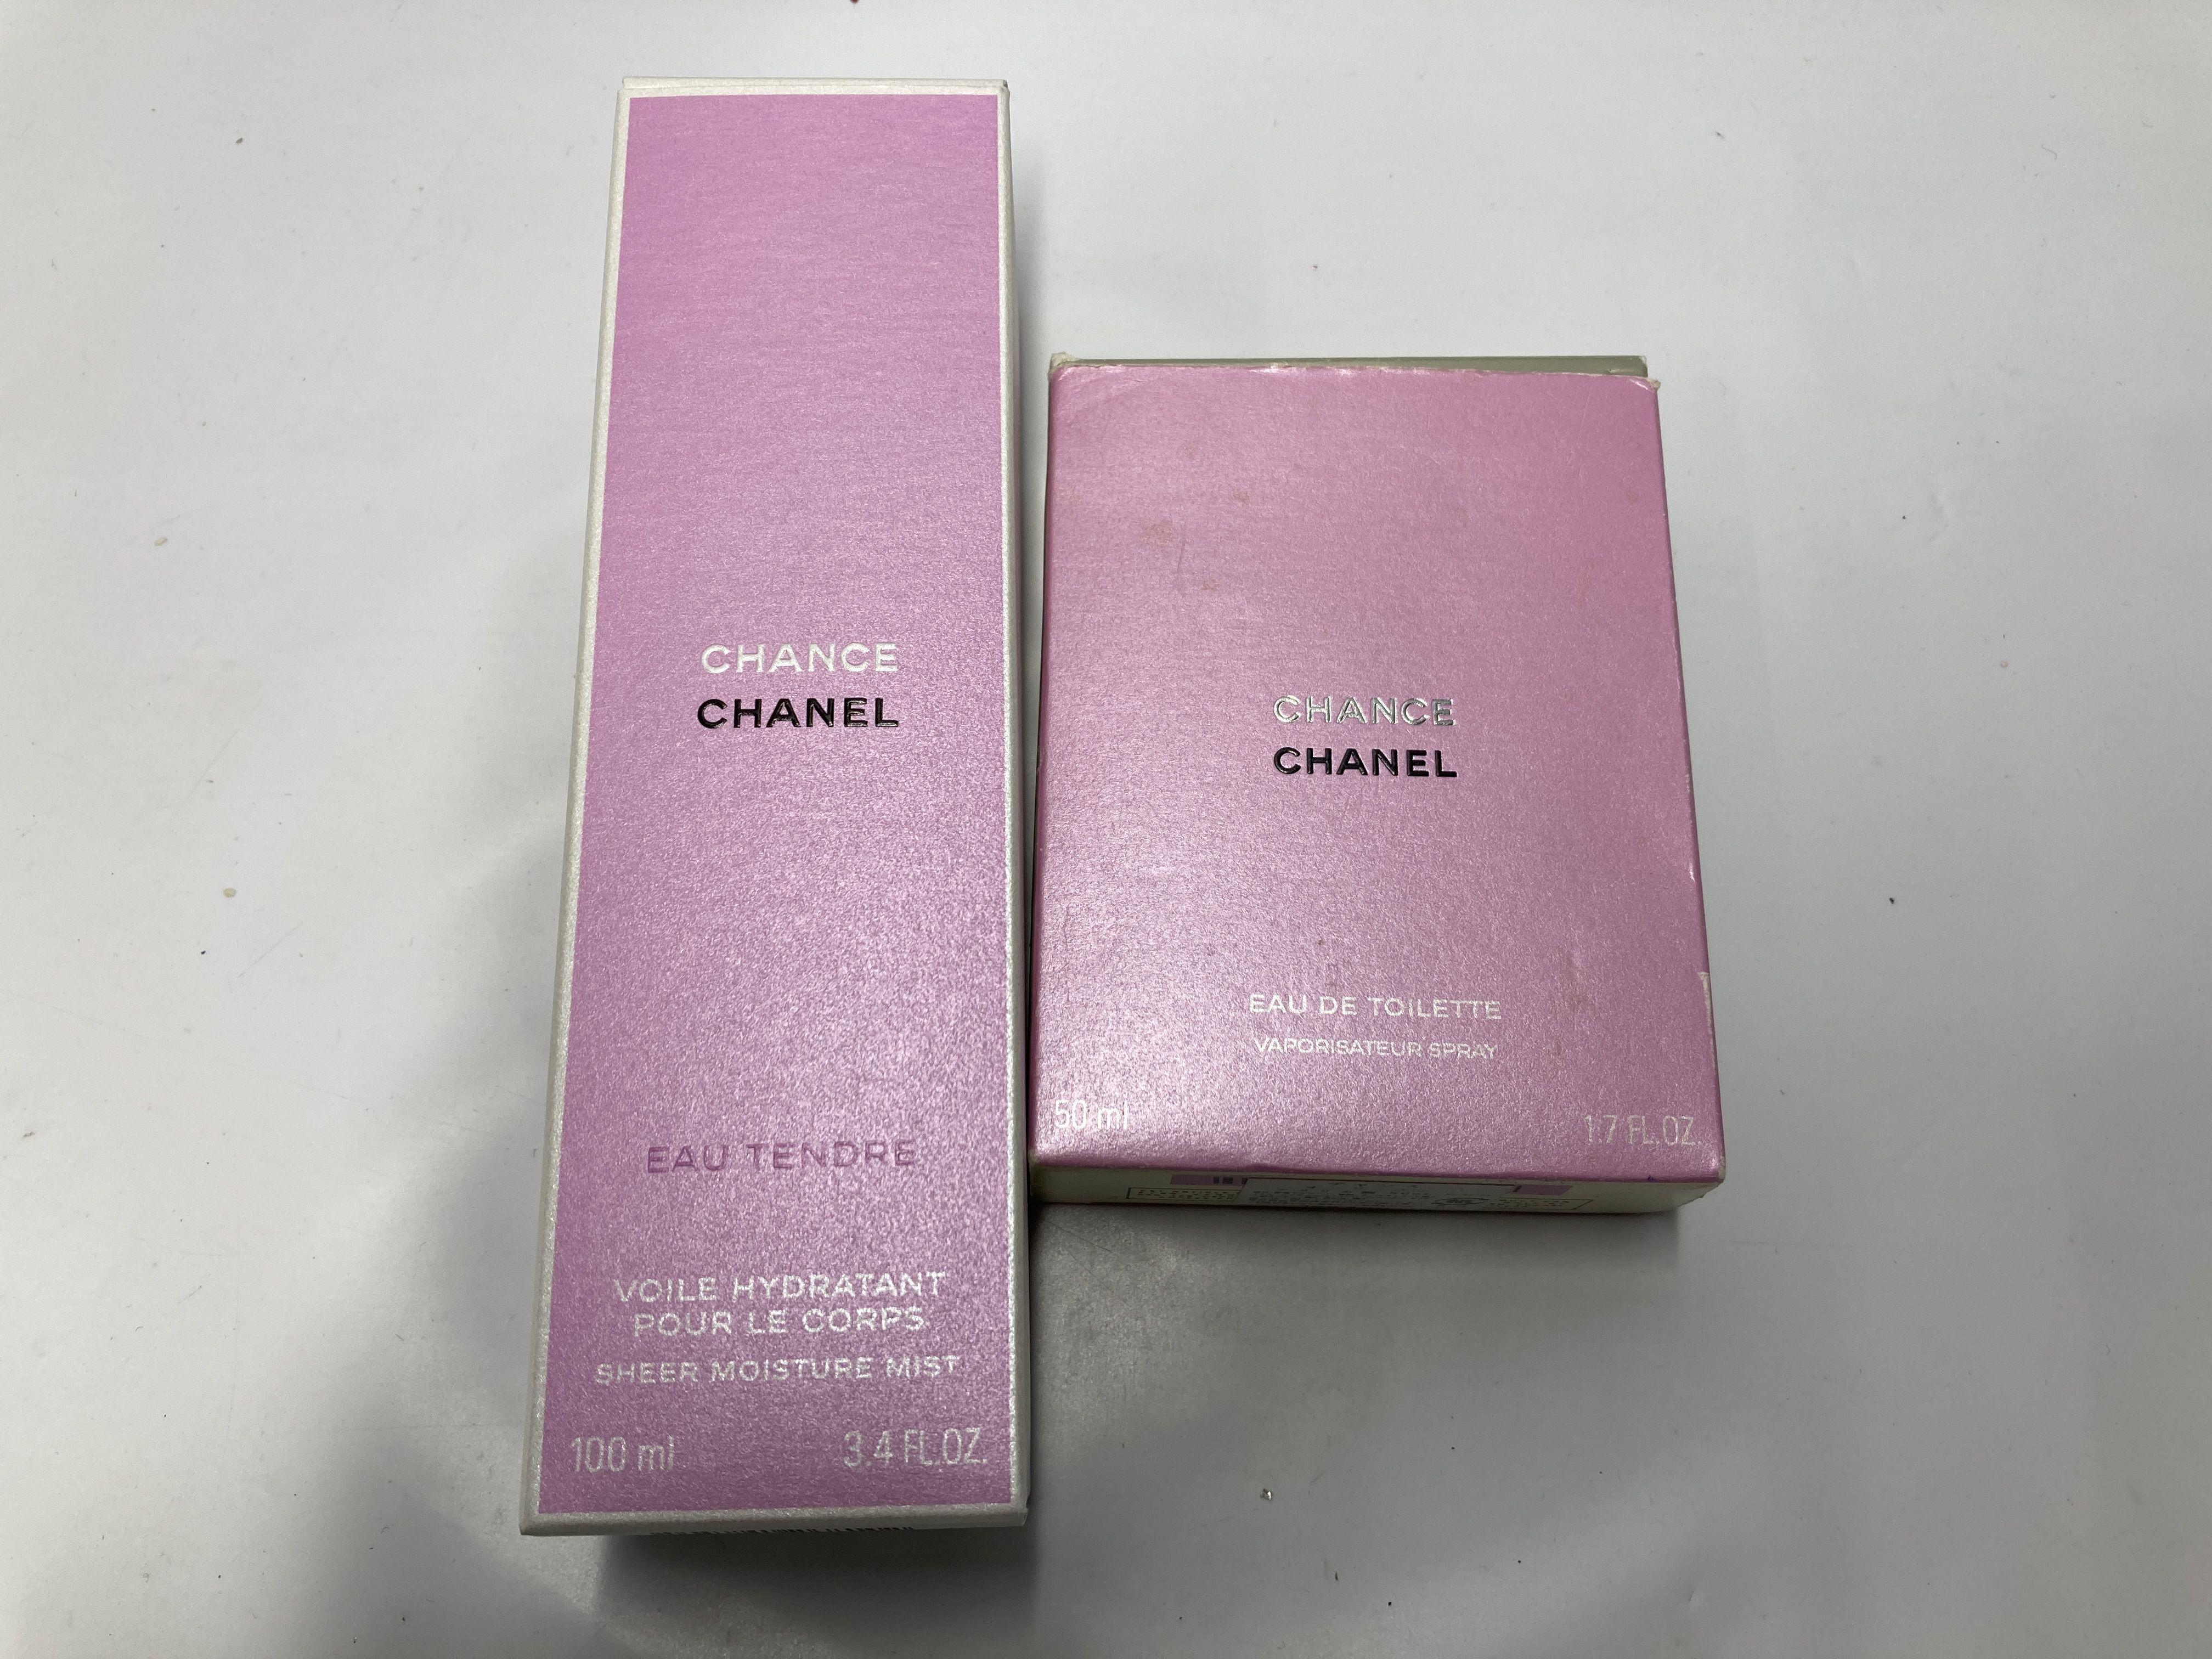 CHANCE
CHANEL
EAU TENDRE
VOILE HYDRATANT
POUR LE CORPS
SHEER MOISTURE MIST
100 ml 3.4 FL.OZ.
CHANCE
CHANEL
EAU DE TOILETTE
VAPORISATEUR SPRAY
50 ml 1.7 FL.OZ.